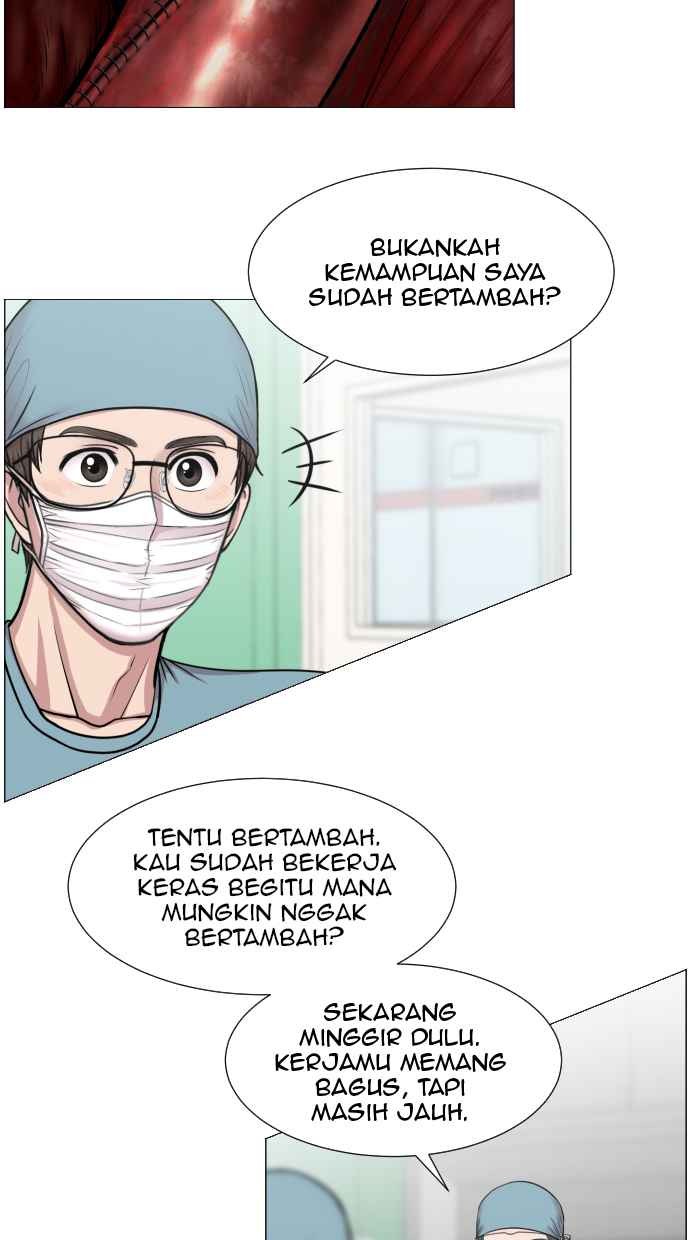 BUKANKAH
KEMAMPUAN SAYA
SUDAH BERTAMBAH?
TENTU BERTAMBAH.
KAU SUDAH BEKERJA
KERAS BEGITU MANA
MUNGKIN NGGAK
BERTAMBAH?
SEKARANG
MINGGIR DULU.
KERJAMU MEMANG
BAGUS, TAPI
MASIH JAUH.